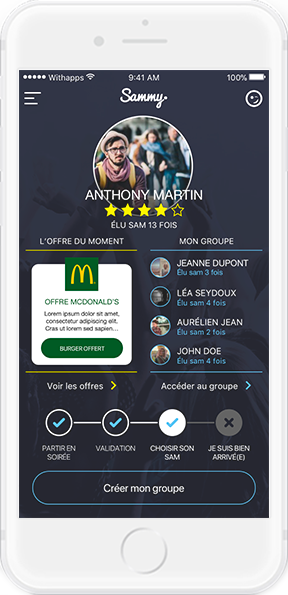 Withapps 9:41 AM 100%
Sammy
ANTHONY MARTIN
ÉLU SAM 13 FOIS
L'OFFRE DU MOMENT
M
OFFRE MCDONALD'S
Lorem ipsum dolor sit amet,
consectetur adipiscing elit.
Cras ut lorem sed sapien...
BURGER OFFERT
Voir les offres
MON GROUPE
JEANNE DUPONT
Élu sam 3 fois
LÉA SEYDOUX
Élu sam 4 fois
AURÉLIEN JEAN
Élu sam 2 fois
JOHN DOE
Élu sam 4 fois
Accéder au groupe
PARTIR EN
SOIRÉE
VALIDATION
CHOISIR SON
SAM
JE SUIS BIEN
ARRIVÉ(E)
Créer mon groupe